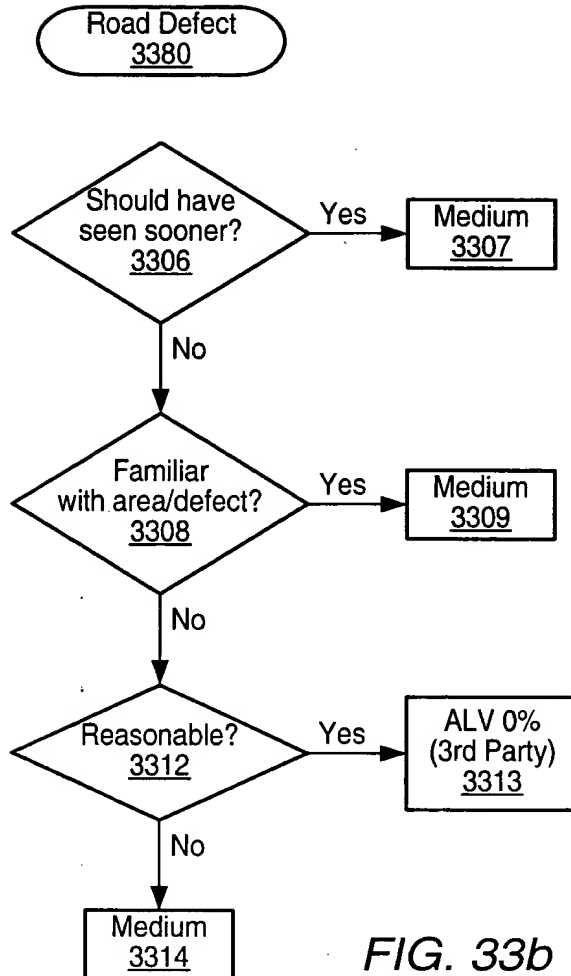 Road Defect
3380
Should have
seen sooner?
3306
Yes
Medium
3307
No
Familiar
with area/defect?
3308
Yes
Medium
3309
No
Reasonable?
3312
Yes
ALV 0%
(3rd Party)
3313
No
Medium
3314
FIG. 33b